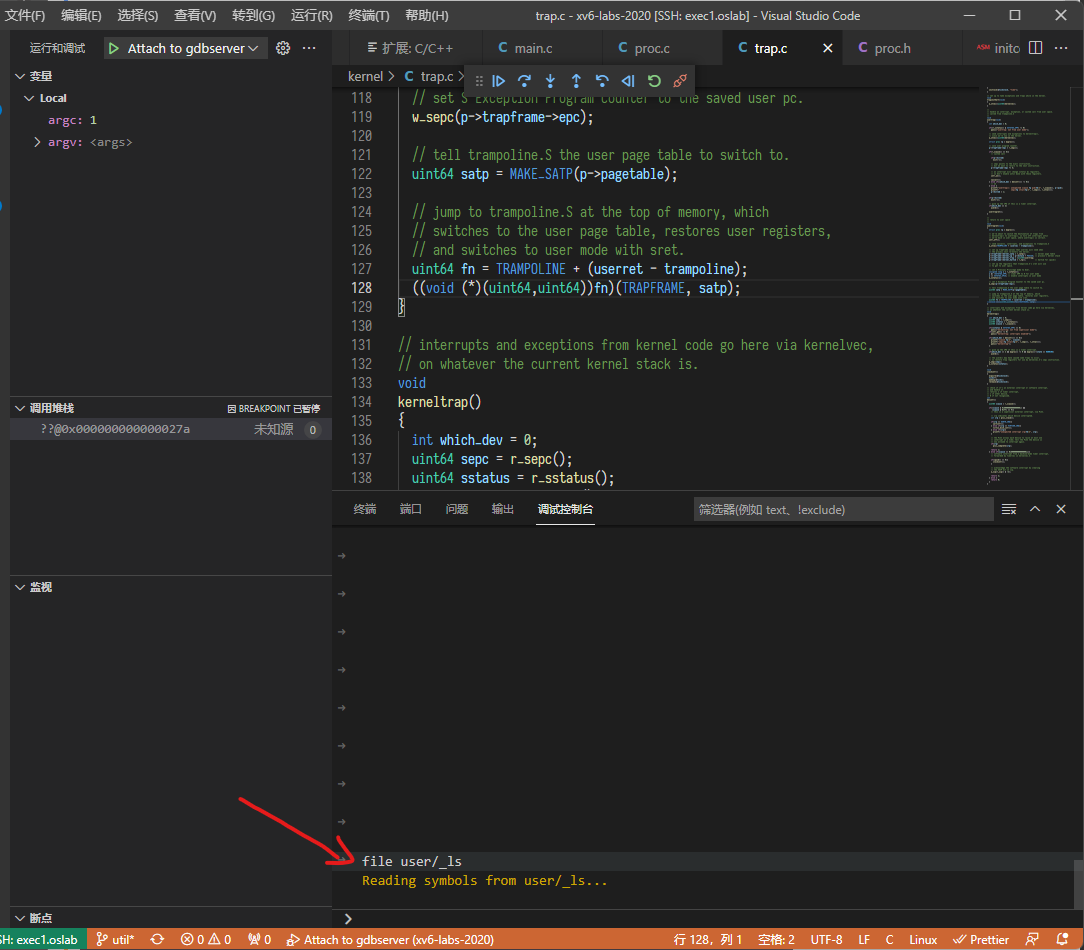 文件(F) 编辑(E) 选择(S) 查看(V) 转到(G) 运行(R) 终端(T) 帮助(H) trap.c - xv6-labs-2020 [SSH: exec1.oslab] - Visual Studio Code
运行和调试 Attach to gdbserver
扩展: C/C++ C main.c C proc.c C trap.c C proc.h ASM inito
kernel > C trap.c >
变量
Local
argc: 1
argv: <args>
118 // set S Exception Program Counter to the saved user pc.
119 w_sepc(p->trapframe->epc);
120
121 // tell trampoline.S the user page table to switch to.
122 uint64 satp = MAKE_SATP(p->pagetable);
123
124 // jump to trampoline.S at the top of memory, which
125 // switches to the user page table, restores user registers,
126 // and switches to user mode with sret.
127 uint64 fn = TRAMPOLINE + (userret - trampoline);
128 ((void (*)(uint64,uint64))fn)(TRAPFRAME, satp);
129 }
130
131 // interrupts and exceptions from kernel code go here via kernelvec,
132 // on whatever the current kernel stack is.
133 void
134 kerneltrap()
135 {
136 int which_dev = 0;
137 uint64 sepc = r_sepc();
138 uint64 sstatus = r_sstatus();
调用堆栈 因 BREAKPOINT 已暂停
??@0x000000000000027a 未知源 0
终端 端口 问题 输出 调试控制台 筛选器(例如 text、!exclude)
监视
file user/_ls
Reading symbols from user/_ls...
断点
SH: exec1.oslab util* 0 0 0 Attach to gdbserver (xv6-labs-2020) 行 128, 列 1 空格: 2 UTF-8 LF C Linux Prettier